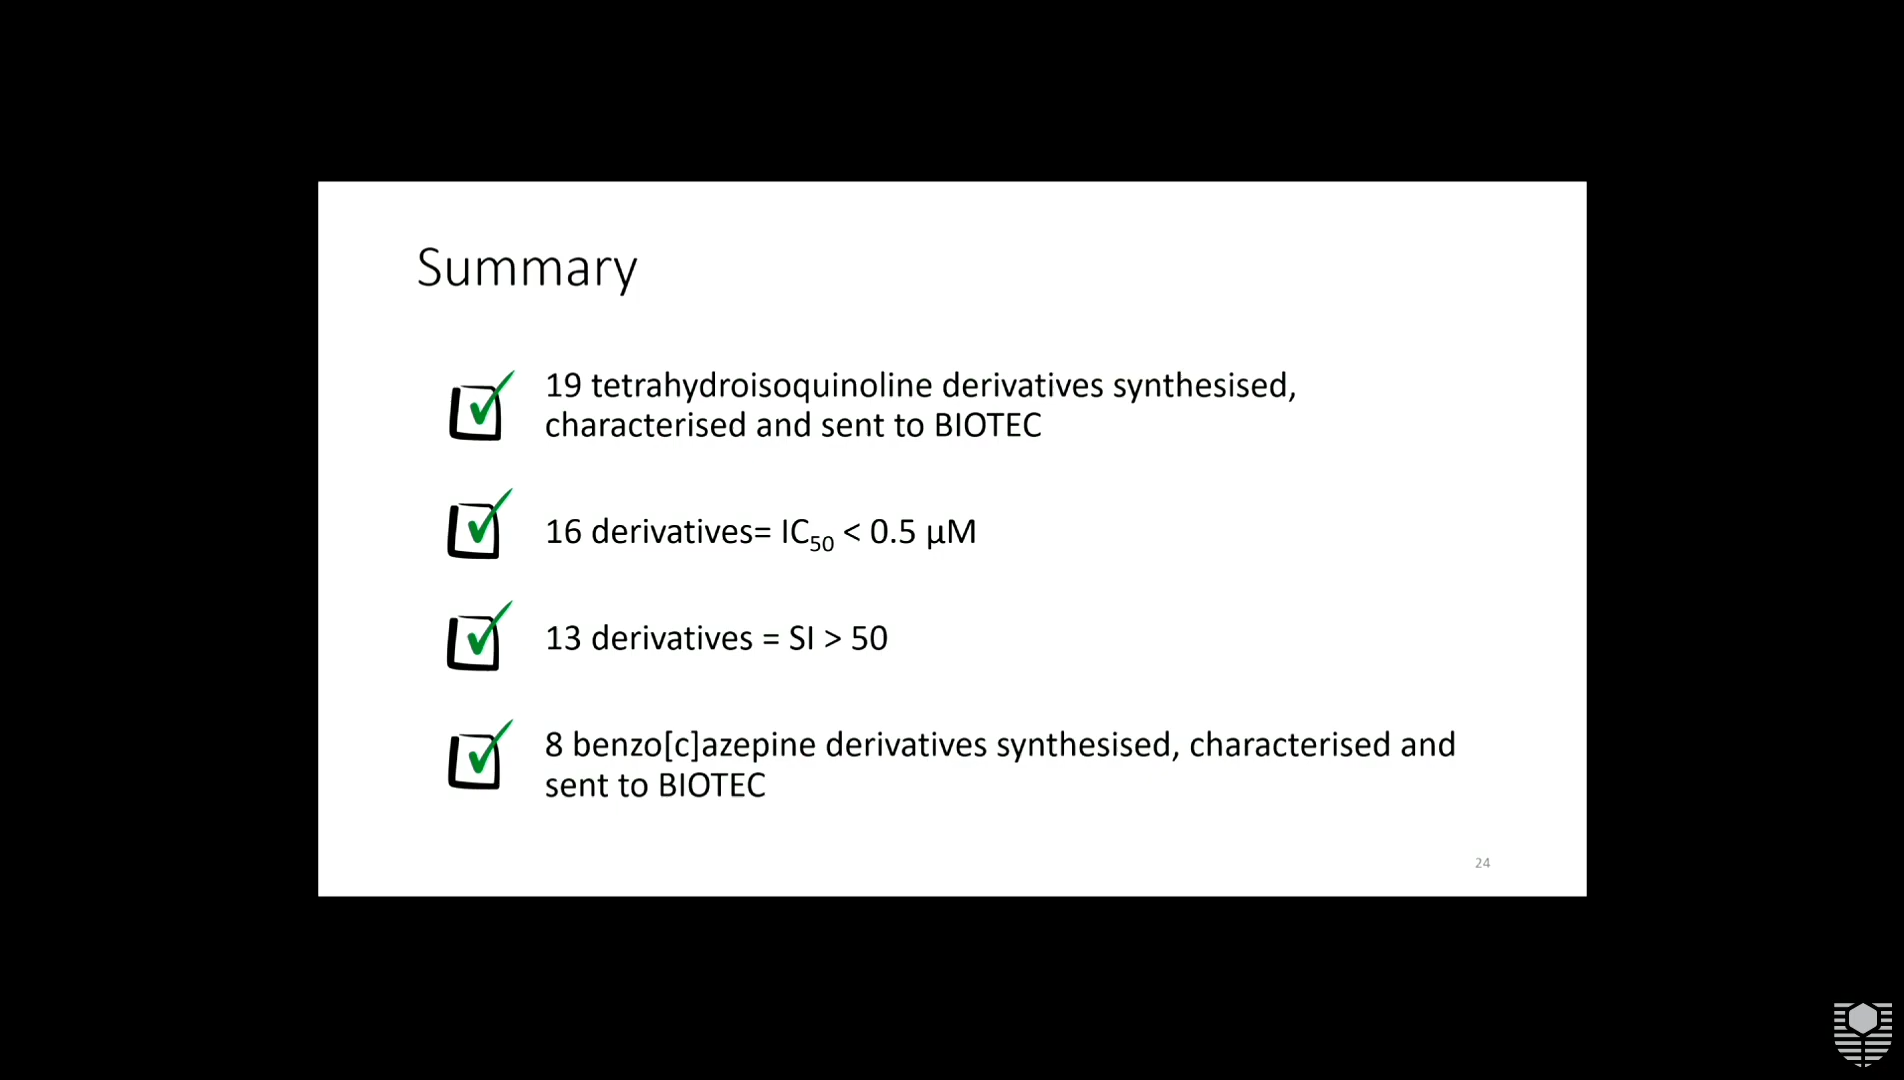 Summary
19 tetrahydroisoquinoline derivatives synthesised,
characterised and sent to BIOTEC
16 derivatives= IC₅₀ < 0.5 µM
13 derivatives = SI > 50
8 benzo[c]azepine derivatives synthesised, characterised and
sent to BIOTEC
24